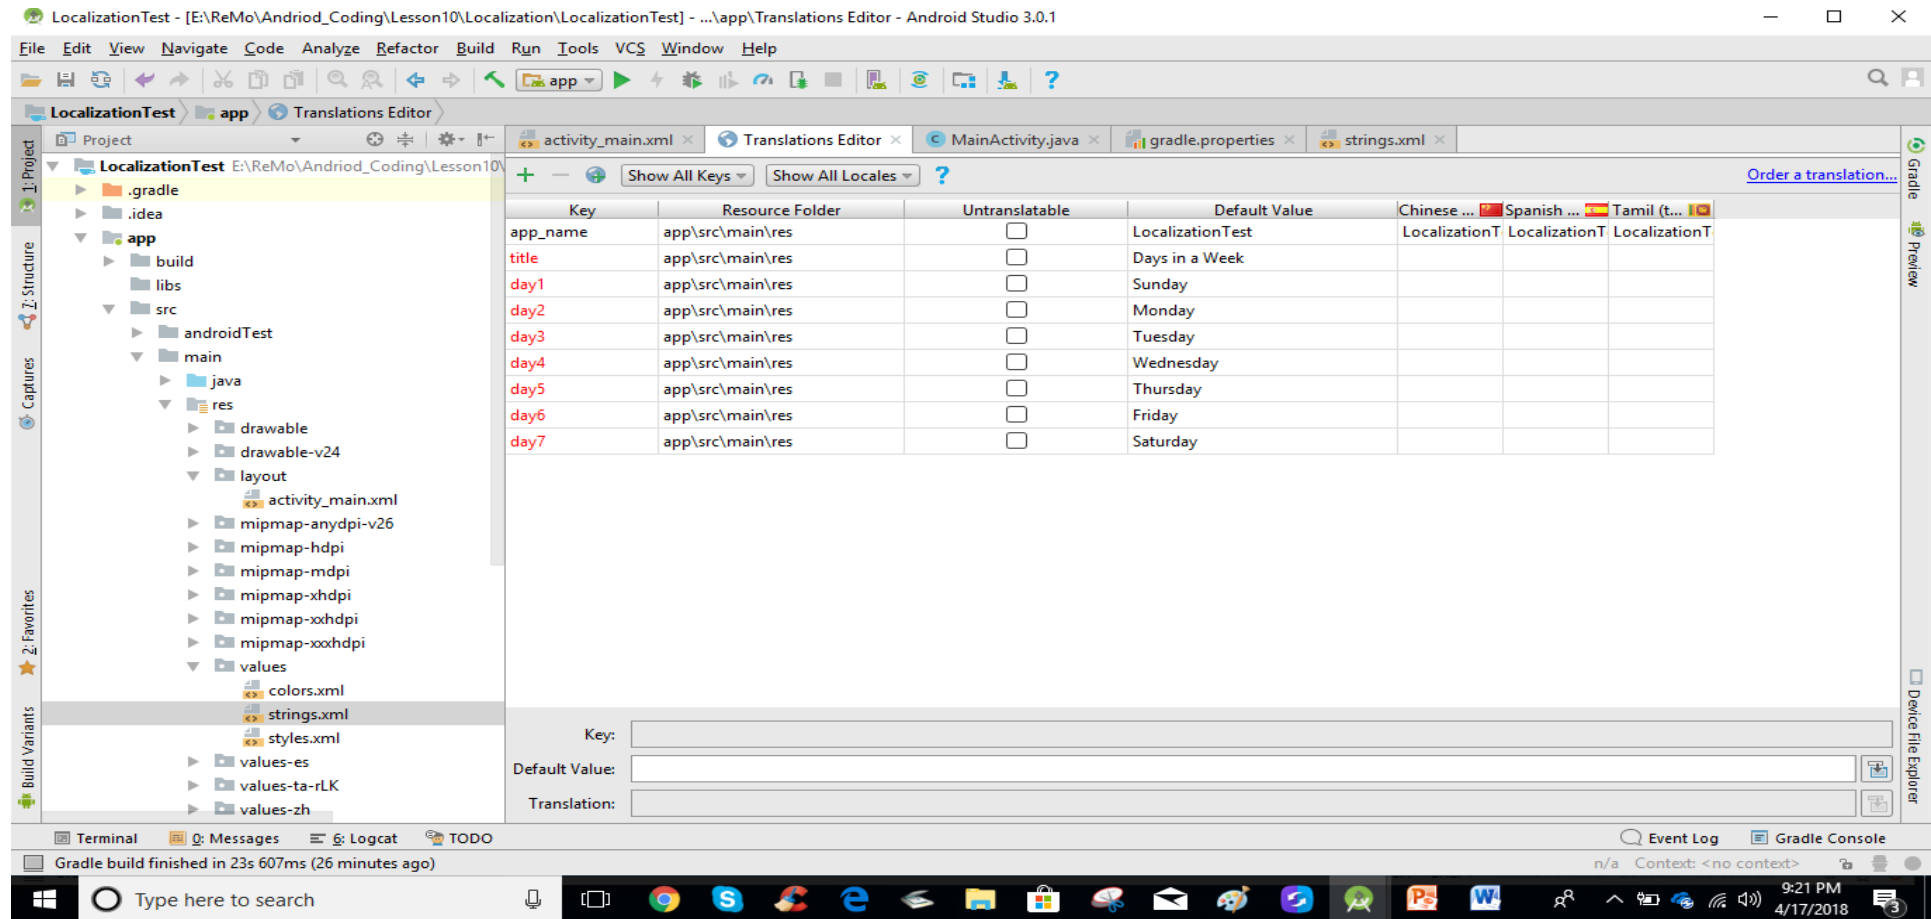 LocalizationTest - [E:\ReMo\Andriod_Coding\Lesson10\Localization\LocalizationTest] - ...\app\Translations Editor - Android Studio 3.0.1
File Edit View Navigate Code Analyze Refactor Build Run Tools VCS Window Help
app
LocalizationTest app Translations Editor
Project
activity_main.xml Translations Editor MainActivity.java gradle.properties strings.xml
1: Project
7: Structure
Captures
2: Favorites
Build Variants
LocalizationTest E:\ReMo\Andriod_Coding\Lesson10\
.gradle
.idea
app
build
libs
src
androidTest
main
java
res
drawable
drawable-v24
layout
activity_main.xml
mipmap-anydpi-v26
mipmap-hdpi
mipmap-mdpi
mipmap-xhdpi
mipmap-xxhdpi
mipmap-xxxhdpi
values
colors.xml
strings.xml
styles.xml
values-es
values-ta-rLK
values-zh
Show All Keys Show All Locales ? Order a translation...
Key Resource Folder Untranslatable Default Value Chinese ... Spanish ... Tamil (t...
app_name app\src\main\res LocalizationTest LocalizationT LocalizationT LocalizationT
title app\src\main\res Days in a Week
day1 app\src\main\res Sunday
day2 app\src\main\res Monday
day3 app\src\main\res Tuesday
day4 app\src\main\res Wednesday
day5 app\src\main\res Thursday
day6 app\src\main\res Friday
day7 app\src\main\res Saturday
Key:
Default Value:
Translation:
Gradle
Preview
Device File Explorer
Terminal 0: Messages 6: Logcat TODO Event Log Gradle Console
Gradle build finished in 23s 607ms (26 minutes ago) n/a Context: <no context>
Type here to search
9:21 PM
4/17/2018
3